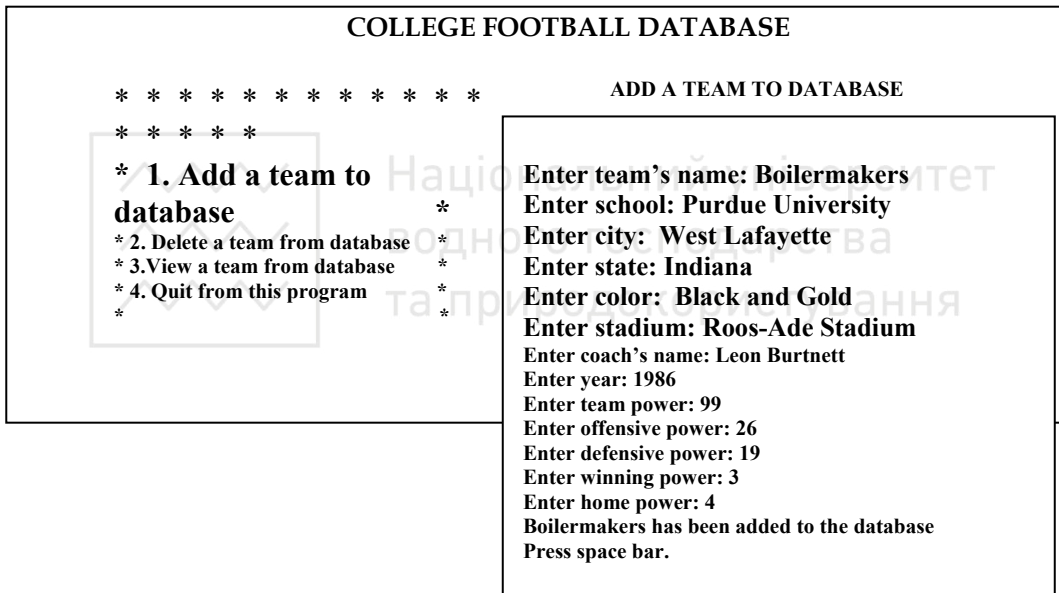 COLLEGE FOOTBALL DATABASE
* * * * * * * * * * * *
* * * * *
* 1. Add a team to
database *
* 2. Delete a team from database *
* 3.View a team from database *
* 4. Quit from this program *
* *
ADD A TEAM TO DATABASE
Enter team’s name: Boilermakers
Enter school: Purdue University
Enter city: West Lafayette
Enter state: Indiana
Enter color: Black and Gold
Enter stadium: Roos-Ade Stadium
Enter coach’s name: Leon Burtnett
Enter year: 1986
Enter team power: 99
Enter offensive power: 26
Enter defensive power: 19
Enter winning power: 3
Enter home power: 4
Boilermakers has been added to the database
Press space bar.
Національний університет
водного господарства
та природокористування